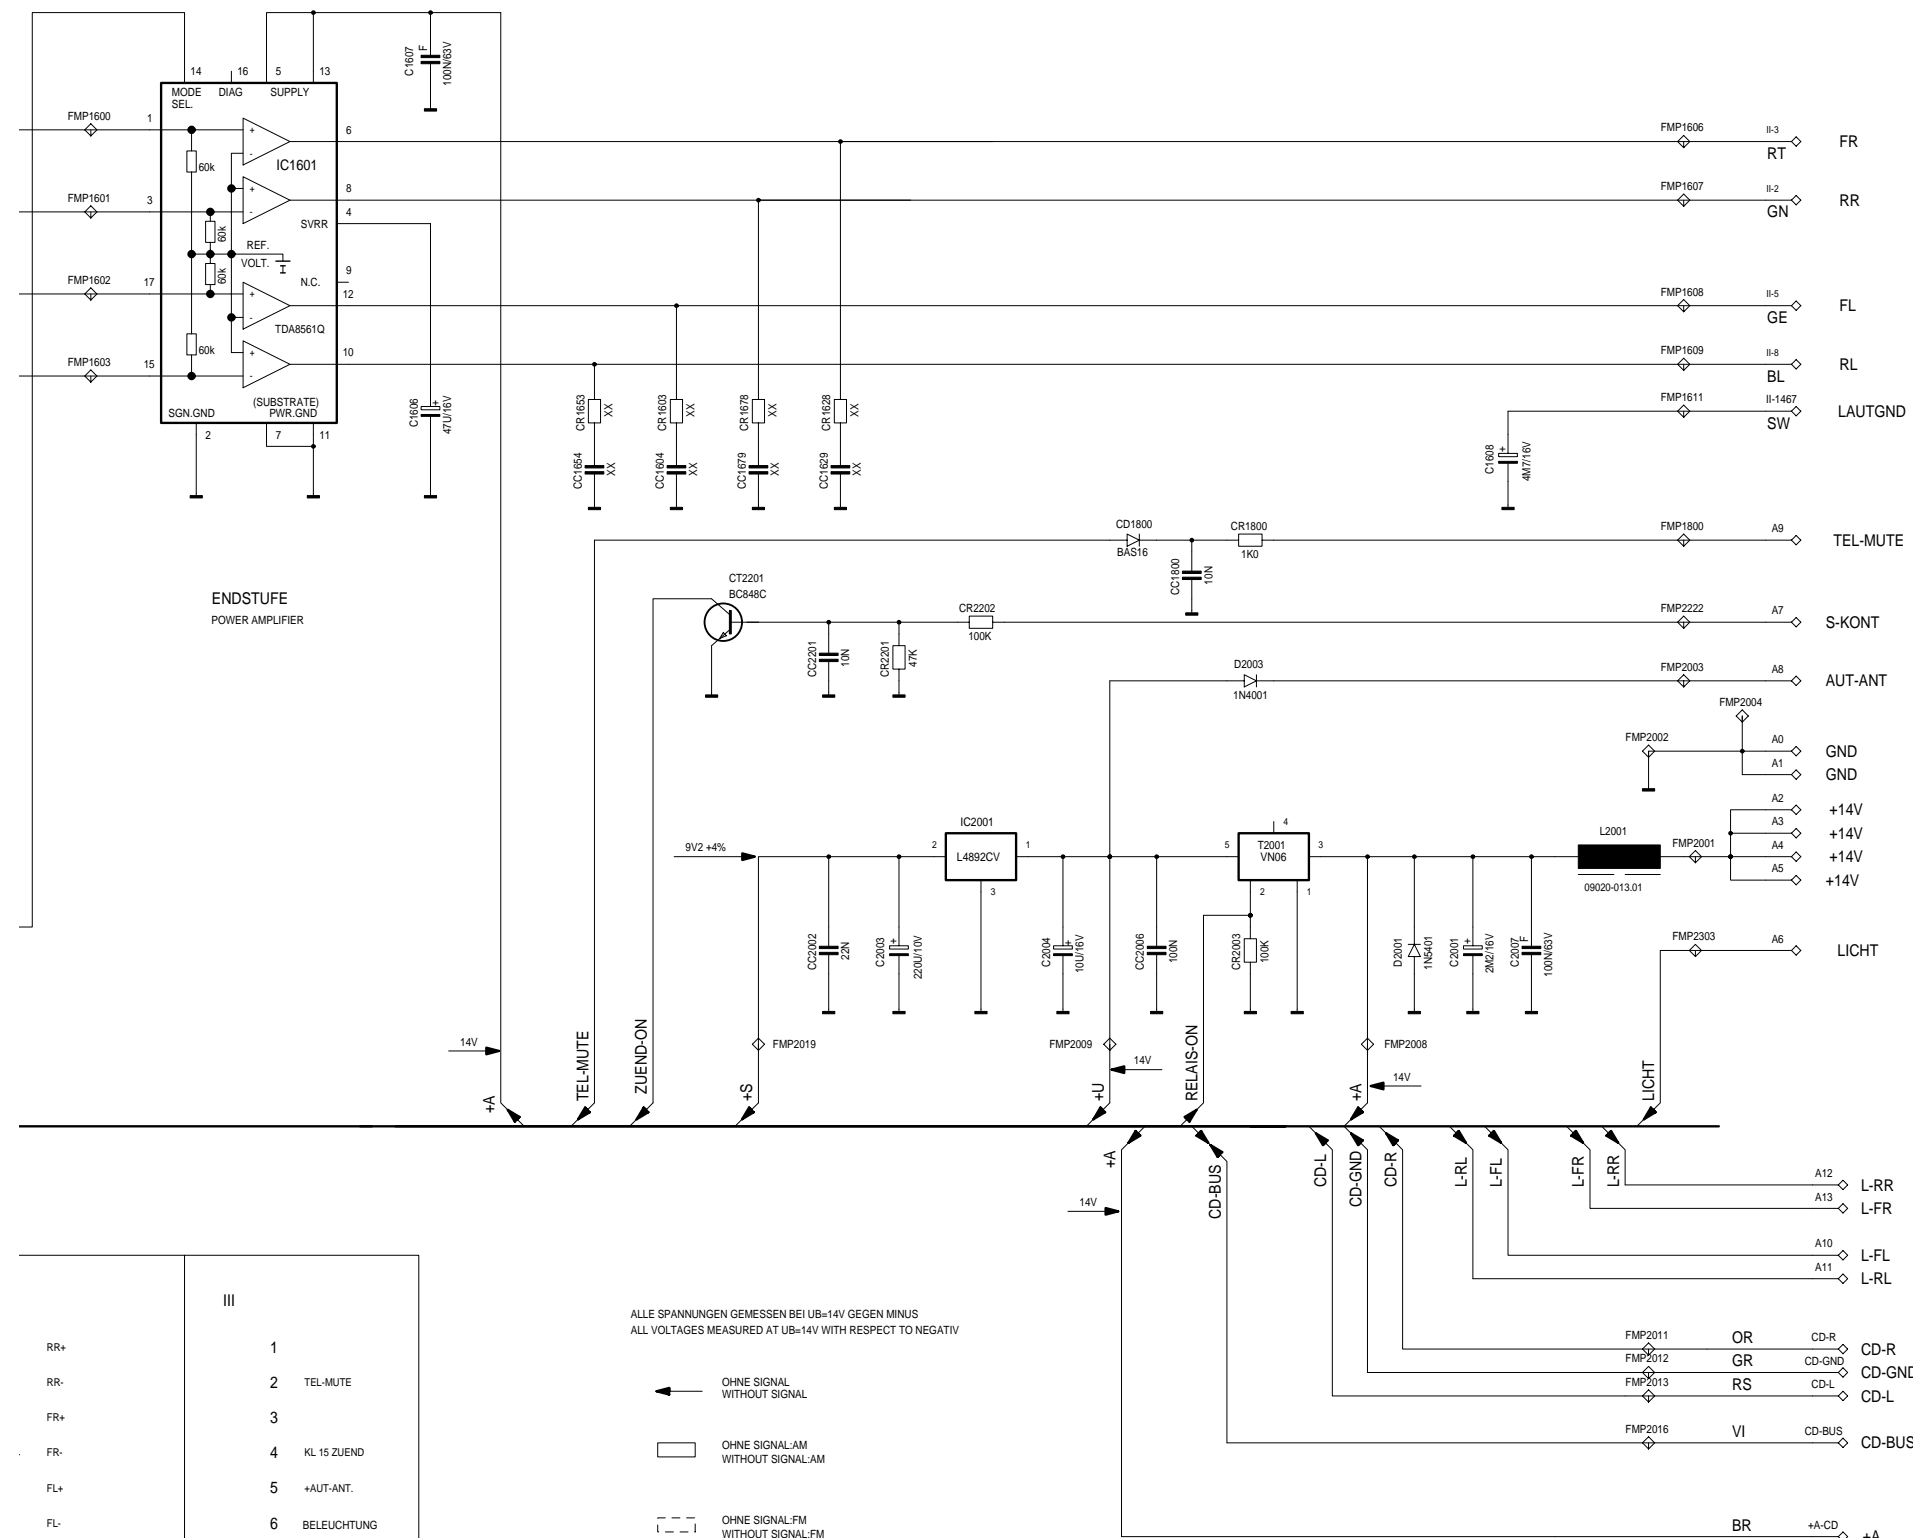 C1607
F
100N/63V
14
16
5
13
MODE
SEL.
DIAG
SUPPLY
FMP1600
1
+
-
6
IC1601
60k
FMP1606
II-3
RT
FR
FMP1601
3
+
-
8
4
SVRR
60k
FMP1607
II-2
GN
RR
REF.
VOLT.
60k
9
N.C.
FMP1602
17
+
-
12
TDA8561Q
FMP1608
II-5
GE
FL
60k
FMP1603
15
+
-
10
FMP1609
II-8
BL
RL
(SUBSTRATE)
SGN.GND
PWR.GND
2
7
11
C1606
+
47U/16V
CR1653
XX
CR1603
XX
CR1678
XX
CR1628
XX
CC1654
XX
CC1604
XX
CC1679
XX
CC1629
XX
FMP1611
II-1467
SW
LAUTGND
C1608
+
4M7/16V
CD1800
BAS16
CR1800
1K0
FMP1800
A9
TEL-MUTE
CC1800
10N
ENDSTUFE
POWER AMPLIFIER
CT2201
BC848C
CR2202
100K
FMP2222
A7
S-KONT
CC2201
10N
CR2201
47K
D2003
1N4001
FMP2003
A8
AUT-ANT
FMP2004
FMP2002
A0
GND
A1
GND
A2
+14V
A3
+14V
A4
+14V
A5
+14V
9V2 +4%
2
IC2001
L4892CV
1
3
5
4
T2001
VN06
3
2
1
L2001
09020-013.01
FMP2001
CC2002
22N
C2003
+
220U/10V
C2004
+
10U/16V
CC2006
100N
CR2003
100K
D2001
1N5401
C2001
+
2M2/16V
C2007
F
100N/63V
FMP2303
A6
LICHT
14V
+A
TEL-MUTE
ZUEND-ON
FMP2019
+S
FMP2009
14V
+U
RELAIS-ON
FMP2008
14V
+A
LICHT
+A
14V
CD-BUS
CD-L
CD-GND
CD-R
L-RL
L-FL
L-FR
L-RR
A12
L-RR
A13
L-FR
A10
L-FL
A11
L-RL
FMP2011
OR
CD-R
CD-R
FMP2012
GR
CD-GND
CD-GND
FMP2013
RS
CD-L
CD-L
FMP2016
VI
CD-BUS
CD-BUS
BR
+A-CD
+A
III
RR+
1
RR-
2
TEL-MUTE
FR+
3
FR-
4
KL 15 ZUEND
FL+
5
+AUT-ANT.
FL-
6
BELEUCHTUNG
ALLE SPANNUNGEN GEMESSEN BEI UB=14V GEGEN MINUS
ALL VOLTAGES MEASURED AT UB=14V WITH RESPECT TO NEGATIV
OHNE SIGNAL
WITHOUT SIGNAL
OHNE SIGNAL:AM
WITHOUT SIGNAL:AM
OHNE SIGNAL:FM
WITHOUT SIGNAL:FM